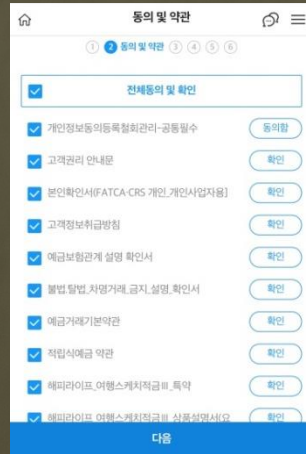 동의 및 약관
1 2 동의 및 약관 3 4 5 6
전체동의 및 확인
개인정보동의등록철회관리-공통필수 동의함
고객권리 안내문 확인
본인확인서(FATCA·CRS 개인,개인사업자용] 확인
고객정보취급방침 확인
예금보험관계 설명 확인서 확인
불법.탈법_차명거래_금지_설명_확인서 확인
예금거래기본약관 확인
적립식예금 약관 확인
해피라이프_여행스케치적금Ⅲ_특약 확인
해피라이프_여행스케치적금Ⅲ_상품설명서(요 확인
다음